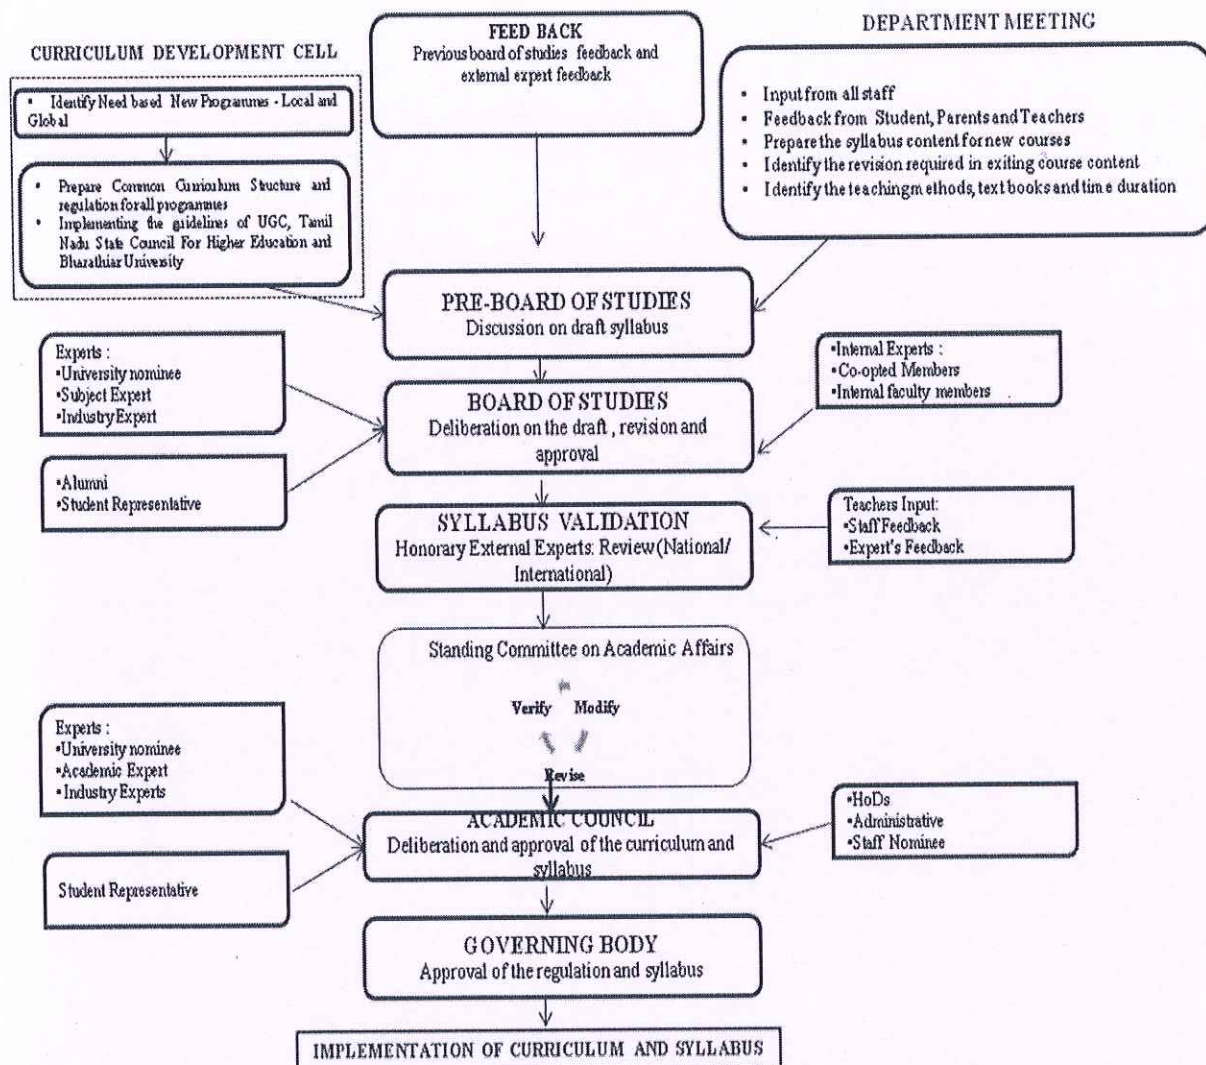 FEED BACK
Previous board of studies feedback and
external expert feedback
DEPARTMENT MEETING
CURRICULUM DEVELOPMENT CELL
• Identify Need based New Programmes - Local and
Global
• Prepare Common Curriculum Structure and
regulation for all programmes
• Implementing the guidelines of UGC, Tamil
Nadu State Council For Higher Education and
Bharathiar University
• Input from all staff
• Feedback from Student, Parents and Teachers
• Prepare the syllabus content for new courses
• Identify the revision required in exiting course content
• Identify the teaching methods, text books and time duration
PRE-BOARD OF STUDIES
Discussion on draft syllabus
Experts :
•University nominee
•Subject Expert
•Industry Expert
•Internal Experts :
•Co-opted Members
•Internal faculty members
BOARD OF STUDIES
Deliberation on the draft , revision and
approval
•Alumni
•Student Representative
SYLLABUS VALIDATION
Honorary External Experts: Review (National/
International)
Teachers Input:
•Staff Feedback
•Expert's Feedback
Standing Committee on Academic Affairs
Verify Modify
Revise
Experts :
•University nominee
•Academic Expert
•Industry Experts
ACADEMIC COUNCIL
Deliberation and approval of the curriculum and
syllabus
•HoDs
•Administrative
•Staff Nominee
Student Representative
GOVERNING BODY
Approval of the regulation and syllabus
IMPLEMENTATION OF CURRICULUM AND SYLLABUS